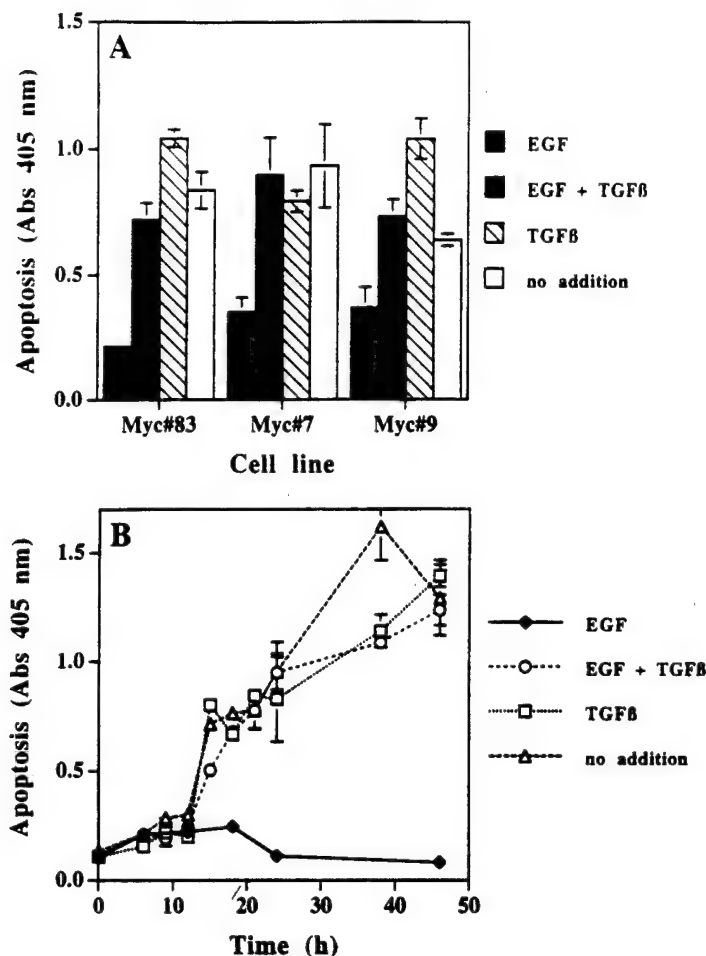 A
1.5
1.0
0.5
0.0
Apoptosis (Abs 405 nm)
Myc#83 Myc#7 Myc#9
Cell line
EGF
EGF + TGFß
TGFß
no addition
B
1.5
1.0
0.5
0.0
Apoptosis (Abs 405 nm)
0 10 20 30 40 50
Time (h)
EGF
EGF + TGFß
TGFß
no addition